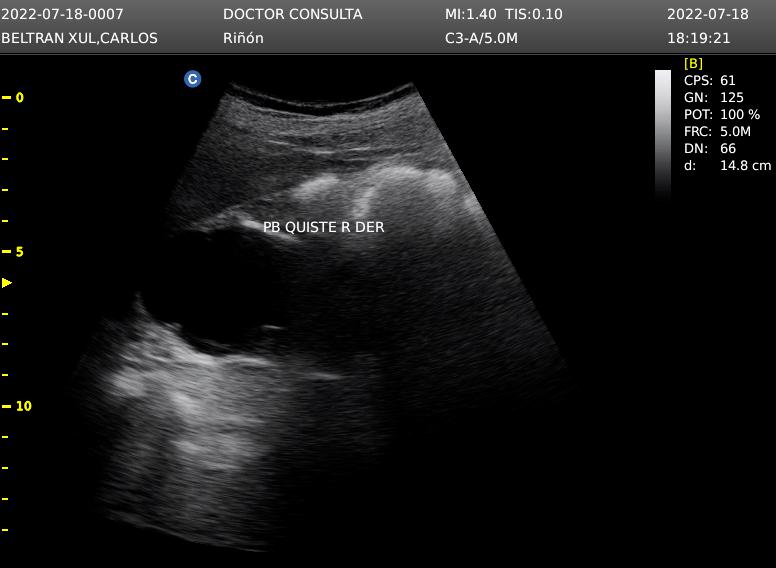 2022-07-18-0007 DOCTOR CONSULTA MI:1.40 TIS:0.10 2022-07-18
BELTRAN XUL,CARLOS Riñón C3-A/5.0M 18:19:21
[B]
C
CPS: 61
0
GN: 125
POT: 100 %
FRC: 5.0M
DN: 66
d: 14.8 cm
PB QUISTE R DER
5
10